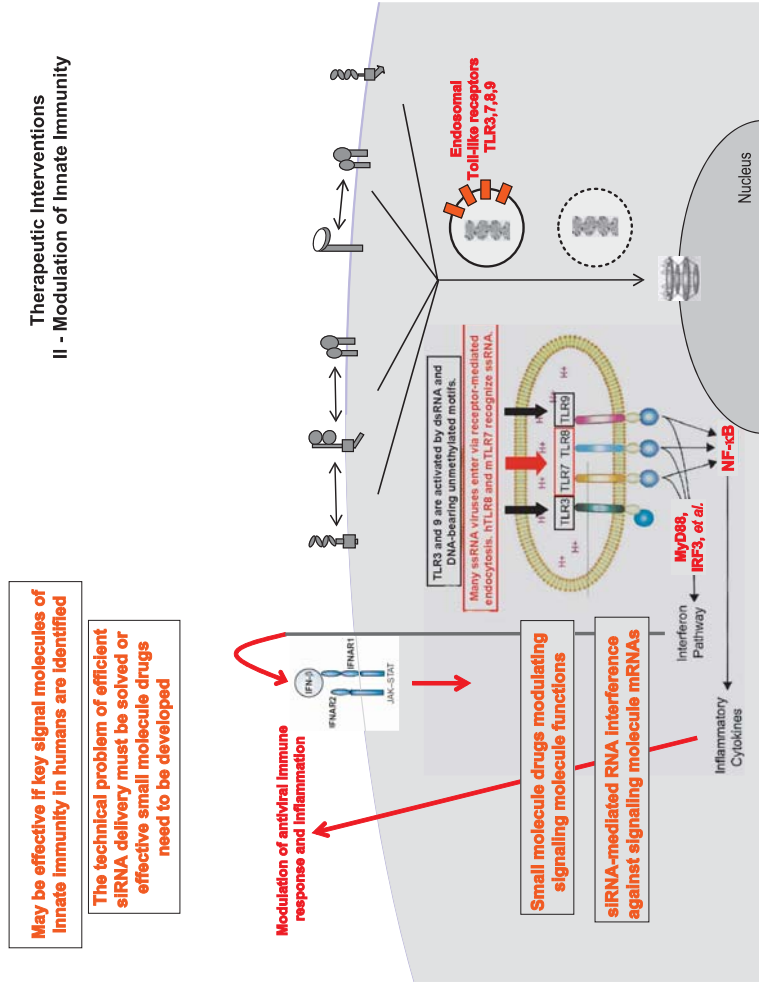 Therapeutic Interventions
II - Modulation of Innate Immunity
May be effective if key signal molecules of
innate immunity in humans are identified
The technical problem of efficient
siRNA delivery must be solved or
effective small molecule drugs
need to be developed
Endosomal
Toll-like receptors
TLR3,7,8,9
TLR3 and 9 are activated by dsRNA and
DNA-bearing unmethylated motifs.
Many ssRNA viruses enter via receptor-mediated
endocytosis. hTLR8 and mTLR7 recognize ssRNA.
H+ H+ H+ H+ H+
H+
TLR3 TLR7 TLR8 TLR9
H+ H+
MyD88,
IRF3, et al.
NF-κB
Nucleus
Interferon
Pathway
Inflammatory
Cytokines
IFN-β
IFNAR2
IFNAR1
JAK-STAT
Modulation of antiviral immune
response and inflammation
Small molecule drugs modulating
signaling molecule functions
siRNA-mediated RNA interference
against signaling molecule mRNAs